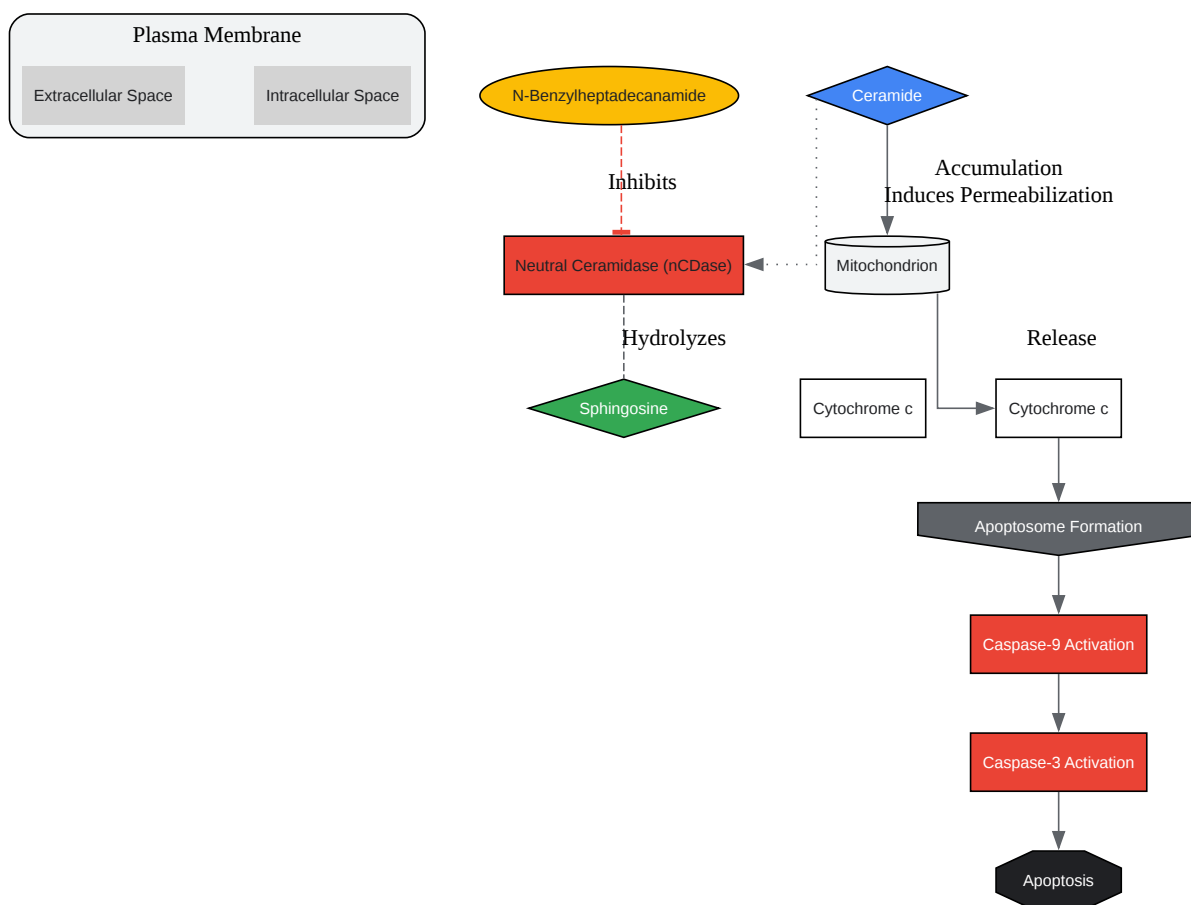 Plasma Membrane
Extracellular Space
Intracellular Space
N-Benzylheptadecanamide
Ceramide
Inhibits
Accumulation
Induces Permeabilization
Neutral Ceramidase (nCDase)
Mitochondrion
Hydrolyzes
Release
Sphingosine
Cytochrome c
Cytochrome c
Apoptosome Formation
Caspase-9 Activation
Caspase-3 Activation
Apoptosis